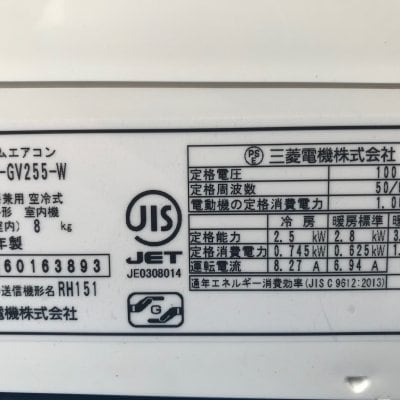 ムエアコン
-GV255-W
兼用 空冷式
形 室内機
内) 8 kg
年製
60163893
送信機形名 RH151
電機株式会社
JIS
JET
JE0308014
G
PSE 三菱電機株式会社
定格電圧 100
定格周波数 50/
電動機の定格消費電力 1.0
冷房 暖房標準
定格能力 2.5 kW 2.8 kW 3.
定格消費電力 0.745 kW 0.625 kW 1.
運転電流 8.27 A 6.94 A
通年エネルギー消費効率(JIS C 9612:2013)